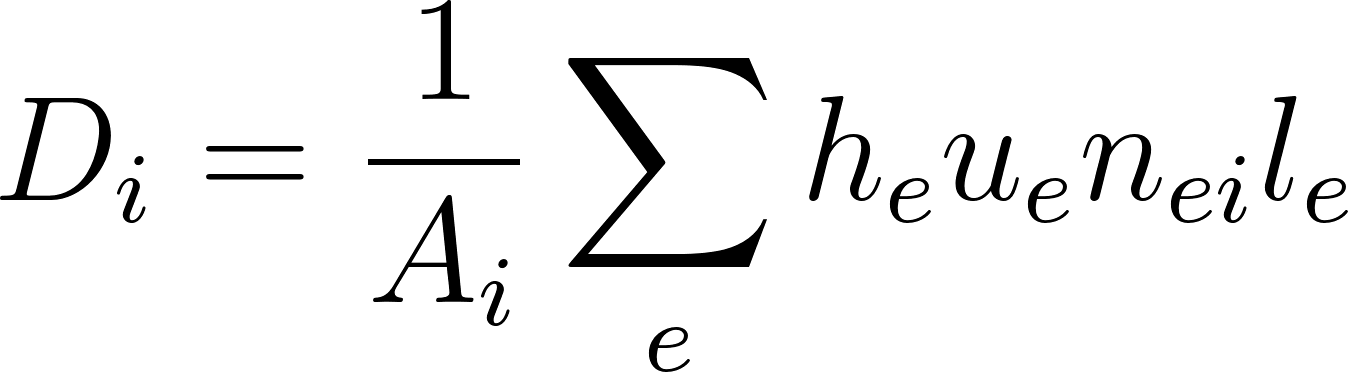 D_i = \frac{1}{A_i} \sum_e h_e u_e n_{ei} l_e